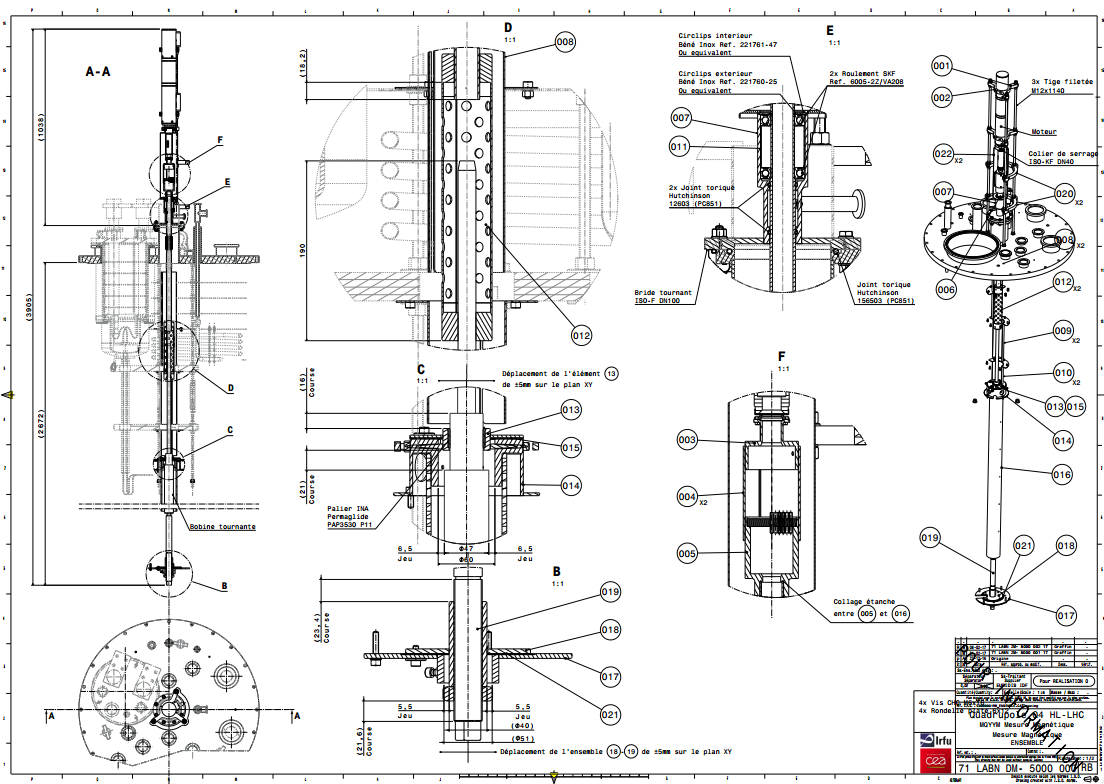 A-A
(1038)
(3905)
(2672)
F
E
D
C
Bobine tournante
B
A
A
D
1:1
008
(18,2)
190
012
C
1:1
Déplacement de l'élément 13
de ±5mm sur le plan XY
(16)
Course
013
015
014
(21)
Course
Palier INA
Permaglide
PAP3530 P11
6,5
Jeu
Φ47
Φ60
6,5
Jeu
B
1:1
(23,4)
Course
019
018
017
021
5,5
Jeu
5,5
Jeu
(Φ40)
(Φ51)
(21,6)
Course
Déplacement de l'ensemble 18-19 de ±5mm sur le plan XY
E
1:1
Circlips interieur
Béné Inox Ref. 221761-47
Ou equivalent
Circlips exterieur
Béné Inox Ref. 221760-25
Ou equivalent
2x Roulement SKF
Ref. 6005-2Z/VA208
007
011
2x Joint torique
Hutchinson
12603 (PC851)
Bride tournant
ISO-F DN100
Joint torique
Hutchinson
156503 (PC851)
F
1:1
003
004
X2
005
Collage étanche
entre 005 et 016
001
002
3x Tige filetée
M12x1140
Moteur
022
X2
Colier de serrage
ISO-KF DN40
007
020
X2
008
X2
006
012
X2
009
X2
010
X2
013 015
014
016
019
021
018
017
Pour REALISATION O
4x Vis
4x Rondelle
Quadrupole Q4 HL-LHC
MQYYM Mesure Magnétique
Mesure Magnétique
ENSEMBLE
Irfu
cea
71 LABN DM- 5000 000